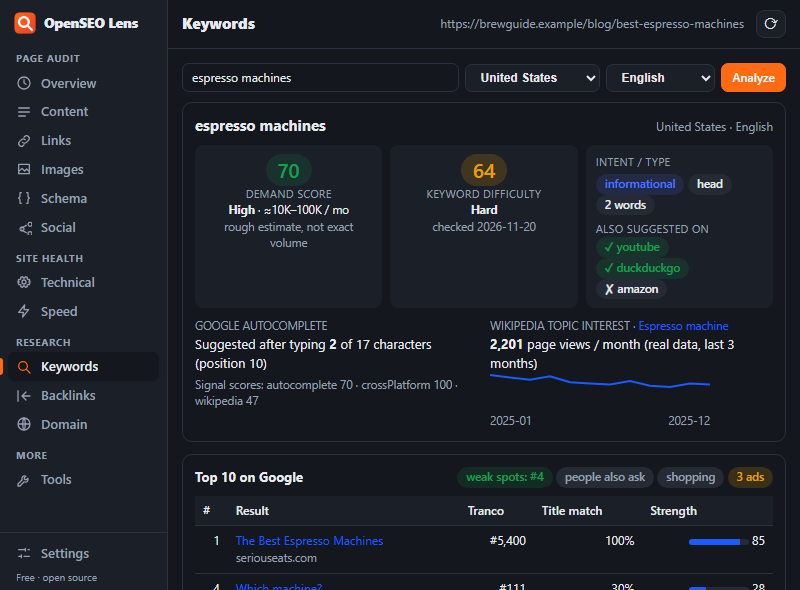 OpenSEO Lens
PAGE AUDIT
Overview
Content
Links
Images
Schema
Social
SITE HEALTH
Technical
Speed
RESEARCH
Keywords
Backlinks
Domain
MORE
Tools
Settings
Free · open source
Keywords
https://brewguide.example/blog/best-espresso-machines
espresso machines
United States
English
Analyze
espresso machines
United States · English
70
DEMAND SCORE
High · ≈10K–100K / mo
rough estimate, not exact
volume
64
KEYWORD DIFFICULTY
Hard
checked 2026-11-20
INTENT / TYPE
informational head
2 words
ALSO SUGGESTED ON
✓ youtube
✓ duckduckgo
✗ amazon
GOOGLE AUTOCOMPLETE
Suggested after typing 2 of 17 characters
(position 10)
Signal scores: autocomplete 70 · crossPlatform 100 ·
wikipedia 47
WIKIPEDIA TOPIC INTEREST · Espresso machine
2,201 page views / month (real data, last 3
months)
2025-01 2025-12
Top 10 on Google
weak spots: #4 people also ask shopping 3 ads
# Result Tranco Title match Strength
1 The Best Espresso Machines #5,400 100% 85
seriouseats.com
4 Which machine? #111 30% 28